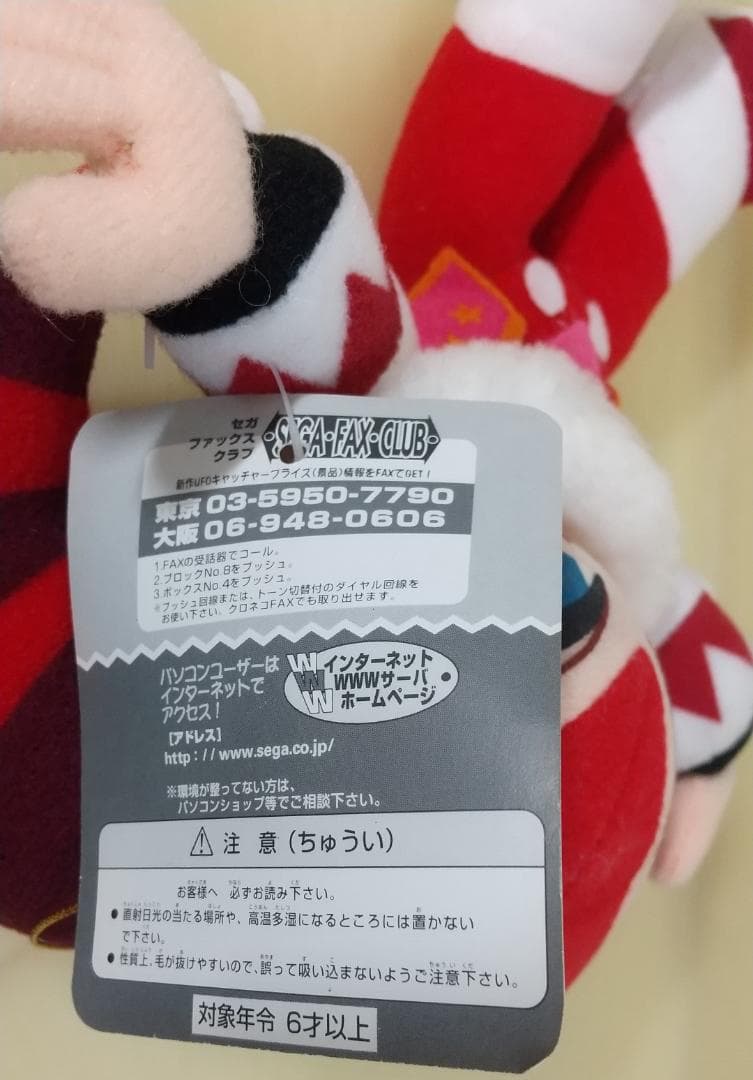 セガ
ファックス
クラブ
SEGA・FAX・CLUB
新作UFOキャッチャープライズ(景品)情報をFAXでGET!
東京 03-5950-7790
大阪 06-948-0606
1.FAXの受話器でコール。
2.ブロックNo.8をプッシュ。
3.ボックスNo.4をプッシュ。
※プッシュ回線または、トーン切替付のダイヤル回線を
お使い下さい。クロネコFAXでも取り出せます。
パソコンユーザーは
インターネットで
アクセス!
WWW
インターネット
WWWサーバ
ホームページ
[アドレス]
http://www.sega.co.jp/
※環境が整ってない方は、
パソコンショップ等でご相談下さい。
⚠ 注 意(ちゅうい)
お客様へ 必ずお読み下さい。
●直射日光の当たる場所や、高温多湿になるところには置かない
で下さい。
●性質上、毛が抜けやすいので、誤って吸い込まないようご注意下さい。
対象年令 6才以上